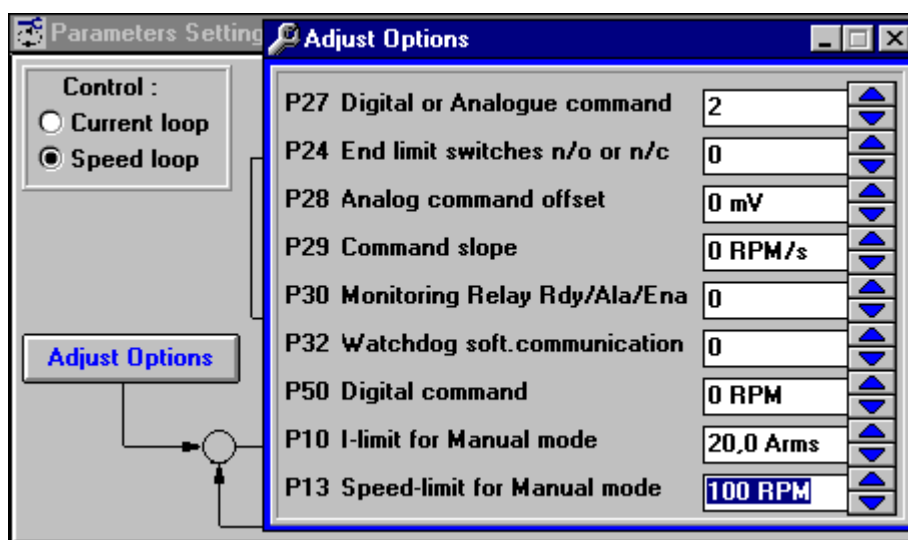 Parameters Setting
Adjust Options
Control :
Current loop
Speed loop
Adjust Options
P27 Digital or Analogue command 2
P24 End limit switches n/o or n/c 0
P28 Analog command offset 0 mV
P29 Command slope 0 RPM/s
P30 Monitoring Relay Rdy/Ala/Ena 0
P32 Watchdog soft.communication 0
P50 Digital command 0 RPM
P10 I-limit for Manual mode 20,0 Arms
P13 Speed-limit for Manual mode 100 RPM